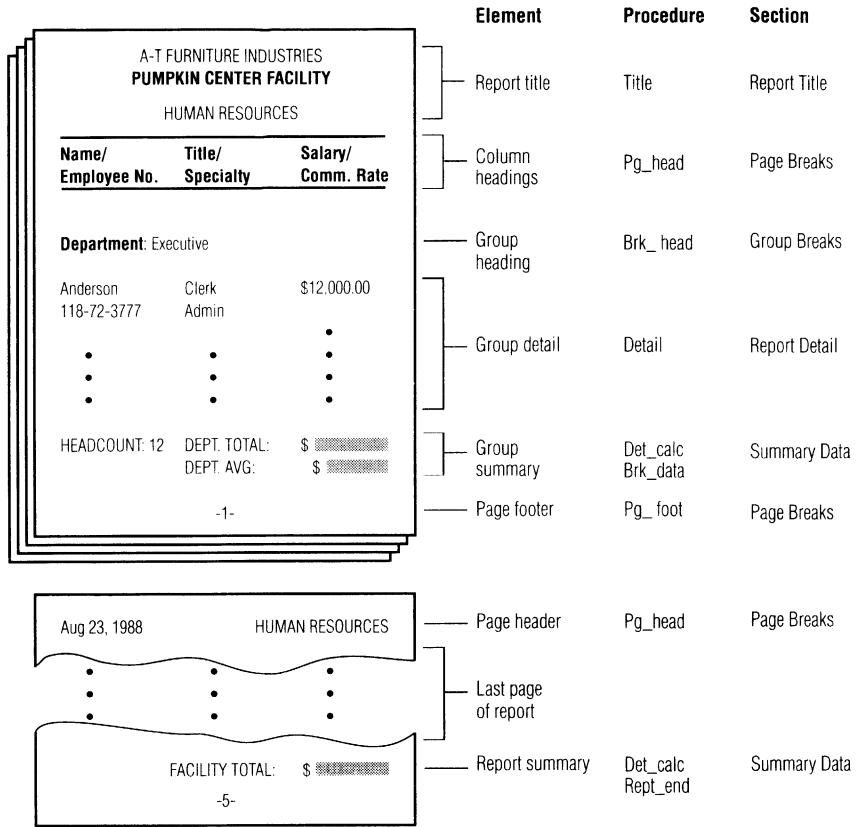 Element Procedure Section
A-T FURNITURE INDUSTRIES
PUMPKIN CENTER FACILITY
HUMAN RESOURCES
Report title Title Report Title
Name/ Title/ Salary/
Employee No. Specialty Comm. Rate
Column
headings Pg_head Page Breaks
Department: Executive
Group
heading Brk_ head Group Breaks
Anderson Clerk $12,000.00
118-72-3777 Admin
Group detail Detail Report Detail
HEADCOUNT: 12 DEPT. TOTAL: $
DEPT. AVG: $
Group
summary Det_calc
Brk_data Summary Data
-1-
Page footer Pg_ foot Page Breaks
Aug 23, 1988 HUMAN RESOURCES
Page header Pg_head Page Breaks
Last page
of report
FACILITY TOTAL: $
-5-
Report summary Det_calc Summary Data
Rept_end